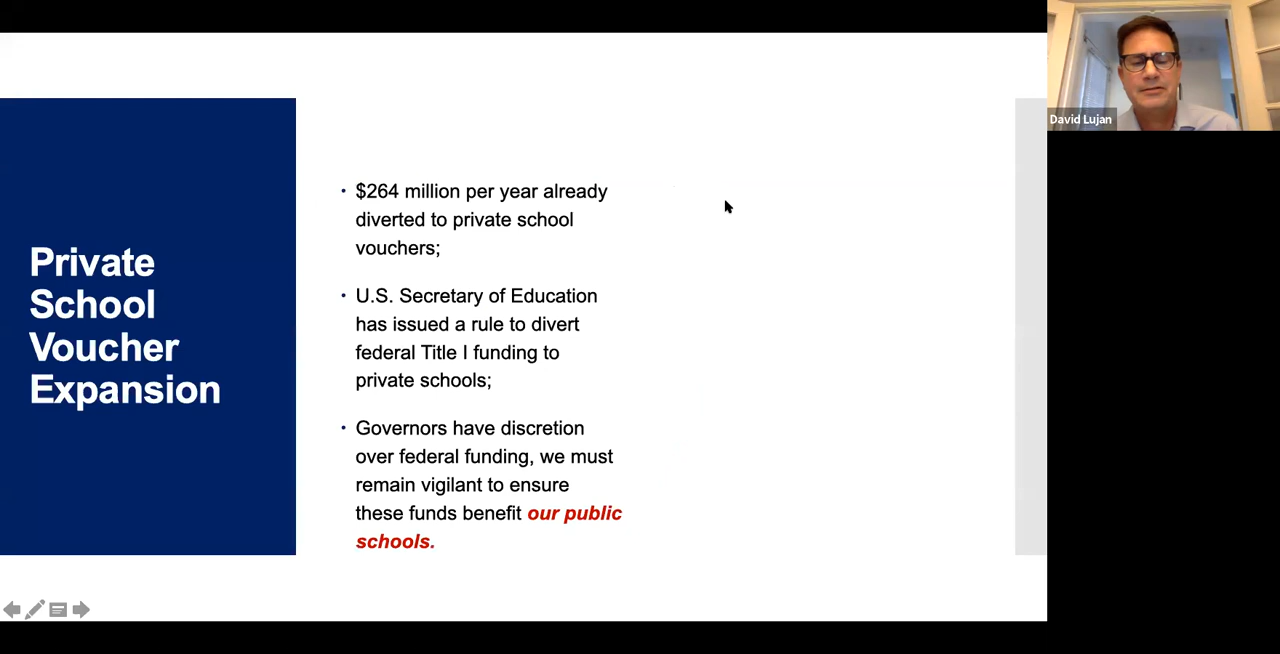 Private
School
Voucher
Expansion
• $264 million per year already
diverted to private school
vouchers;
• U.S. Secretary of Education
has issued a rule to divert
federal Title I funding to
private schools;
• Governors have discretion
over federal funding, we must
remain vigilant to ensure
these funds benefit our public
schools.
David Lujan